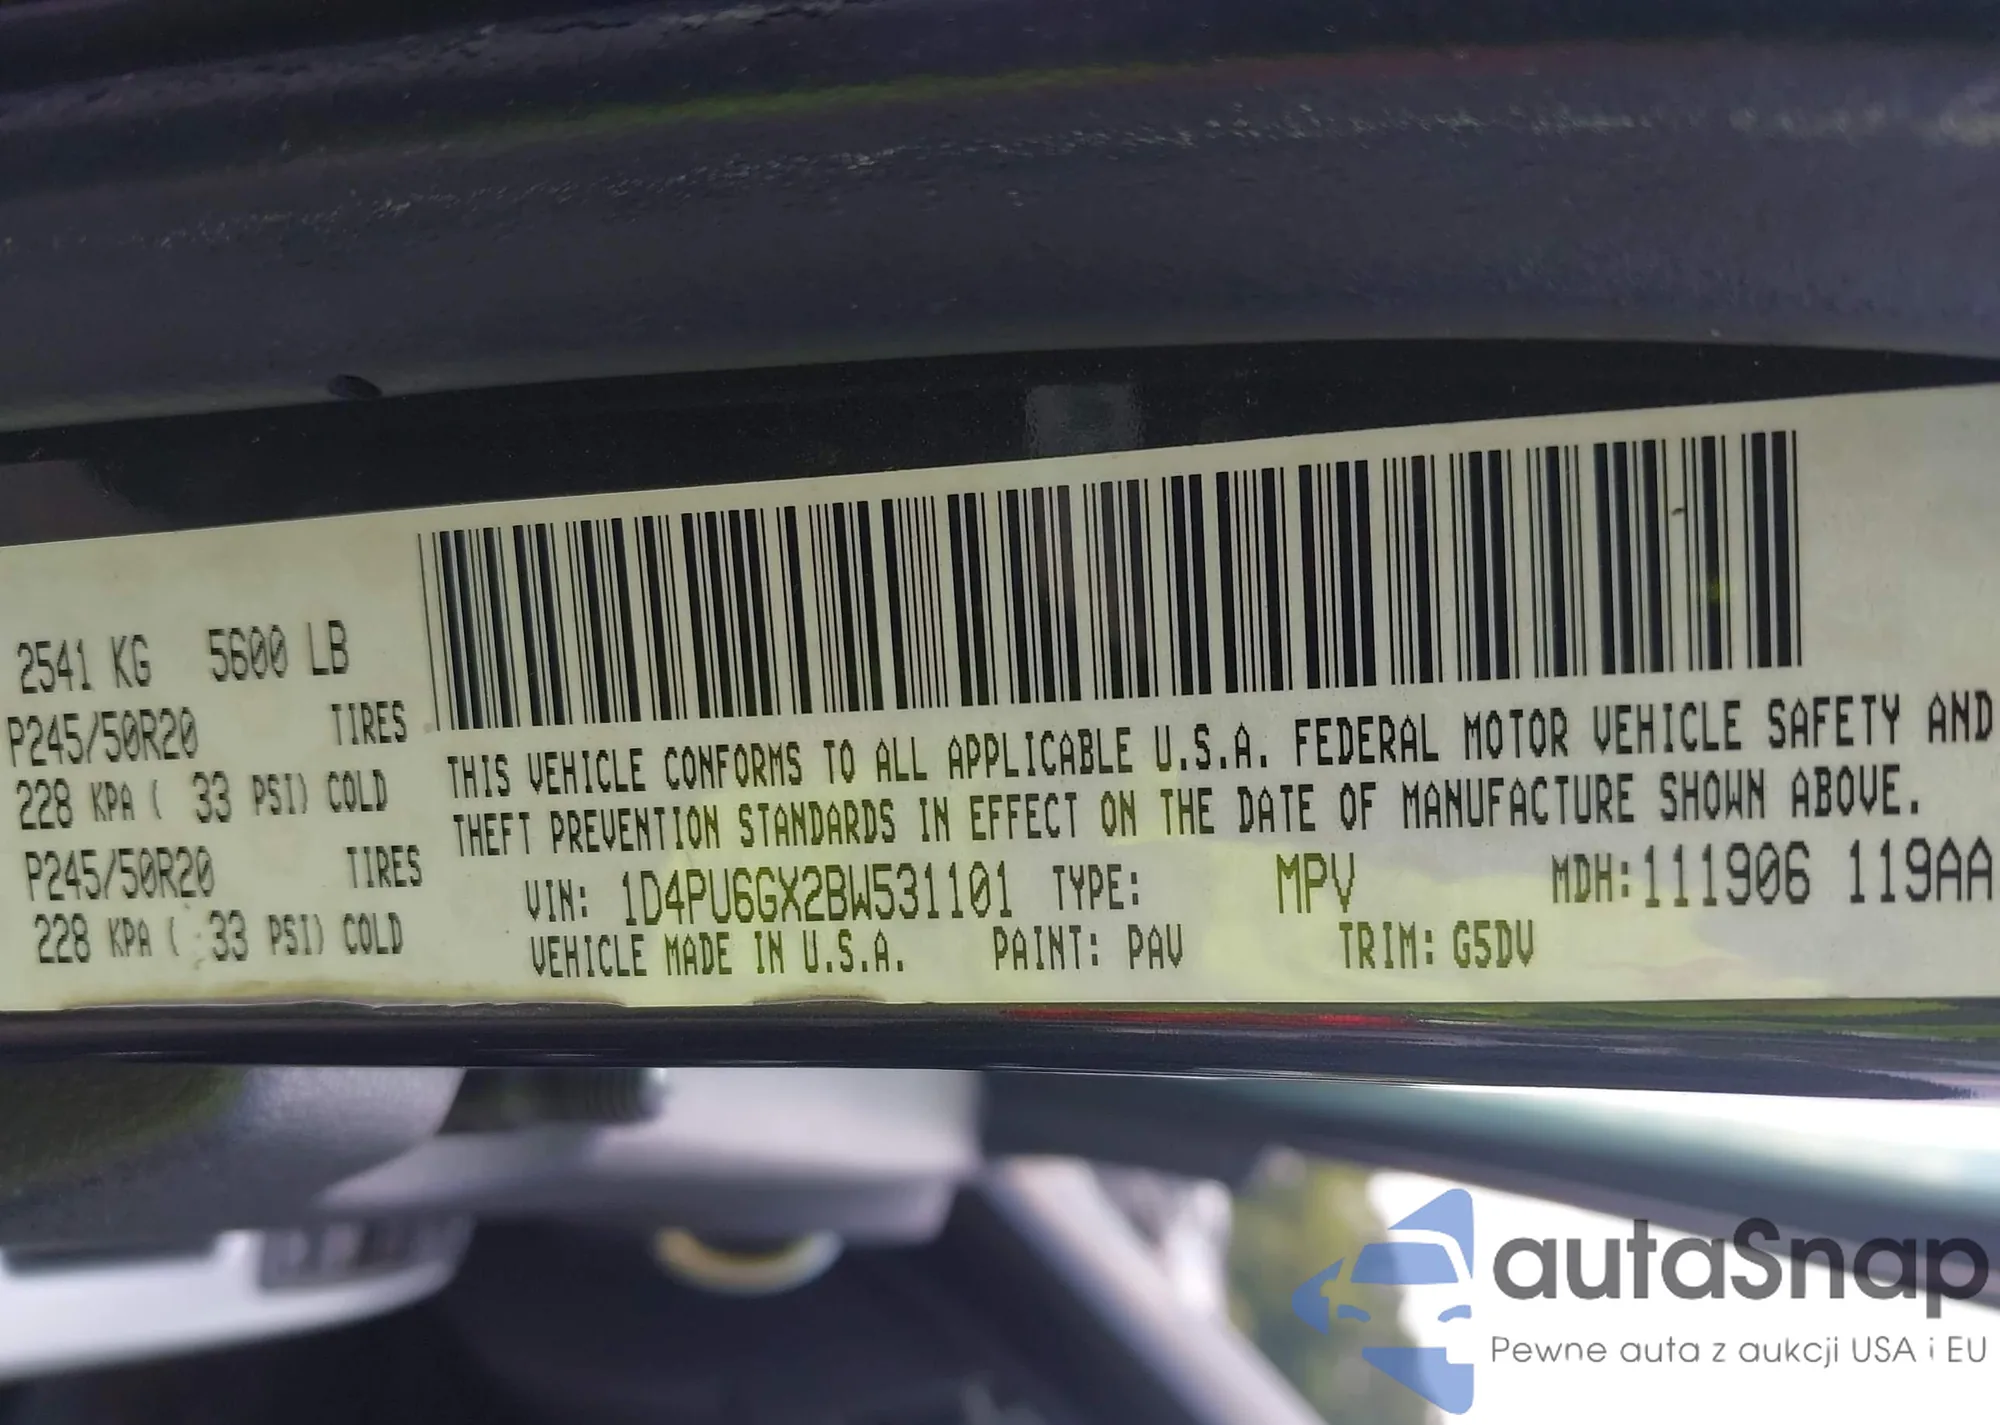 2541 KG 5600 LB
P245/50R20 TIRES
228 KPA ( 33 PSI) COLD
P245/50R20 TIRES
228 KPA ( 33 PSI) COLD
THIS VEHICLE CONFORMS TO ALL APPLICABLE U.S.A. FEDERAL MOTOR VEHICLE SAFETY AND
THEFT PREVENTION STANDARDS IN EFFECT ON THE DATE OF MANUFACTURE SHOWN ABOVE.
VIN: 1D4PU6GX2BW531101 TYPE: MPV MDH:111906 119AA
VEHICLE MADE IN U.S.A. PAINT: PAV TRIM: G5DV
autaSnap
Pewne auta z aukcji USA i EU